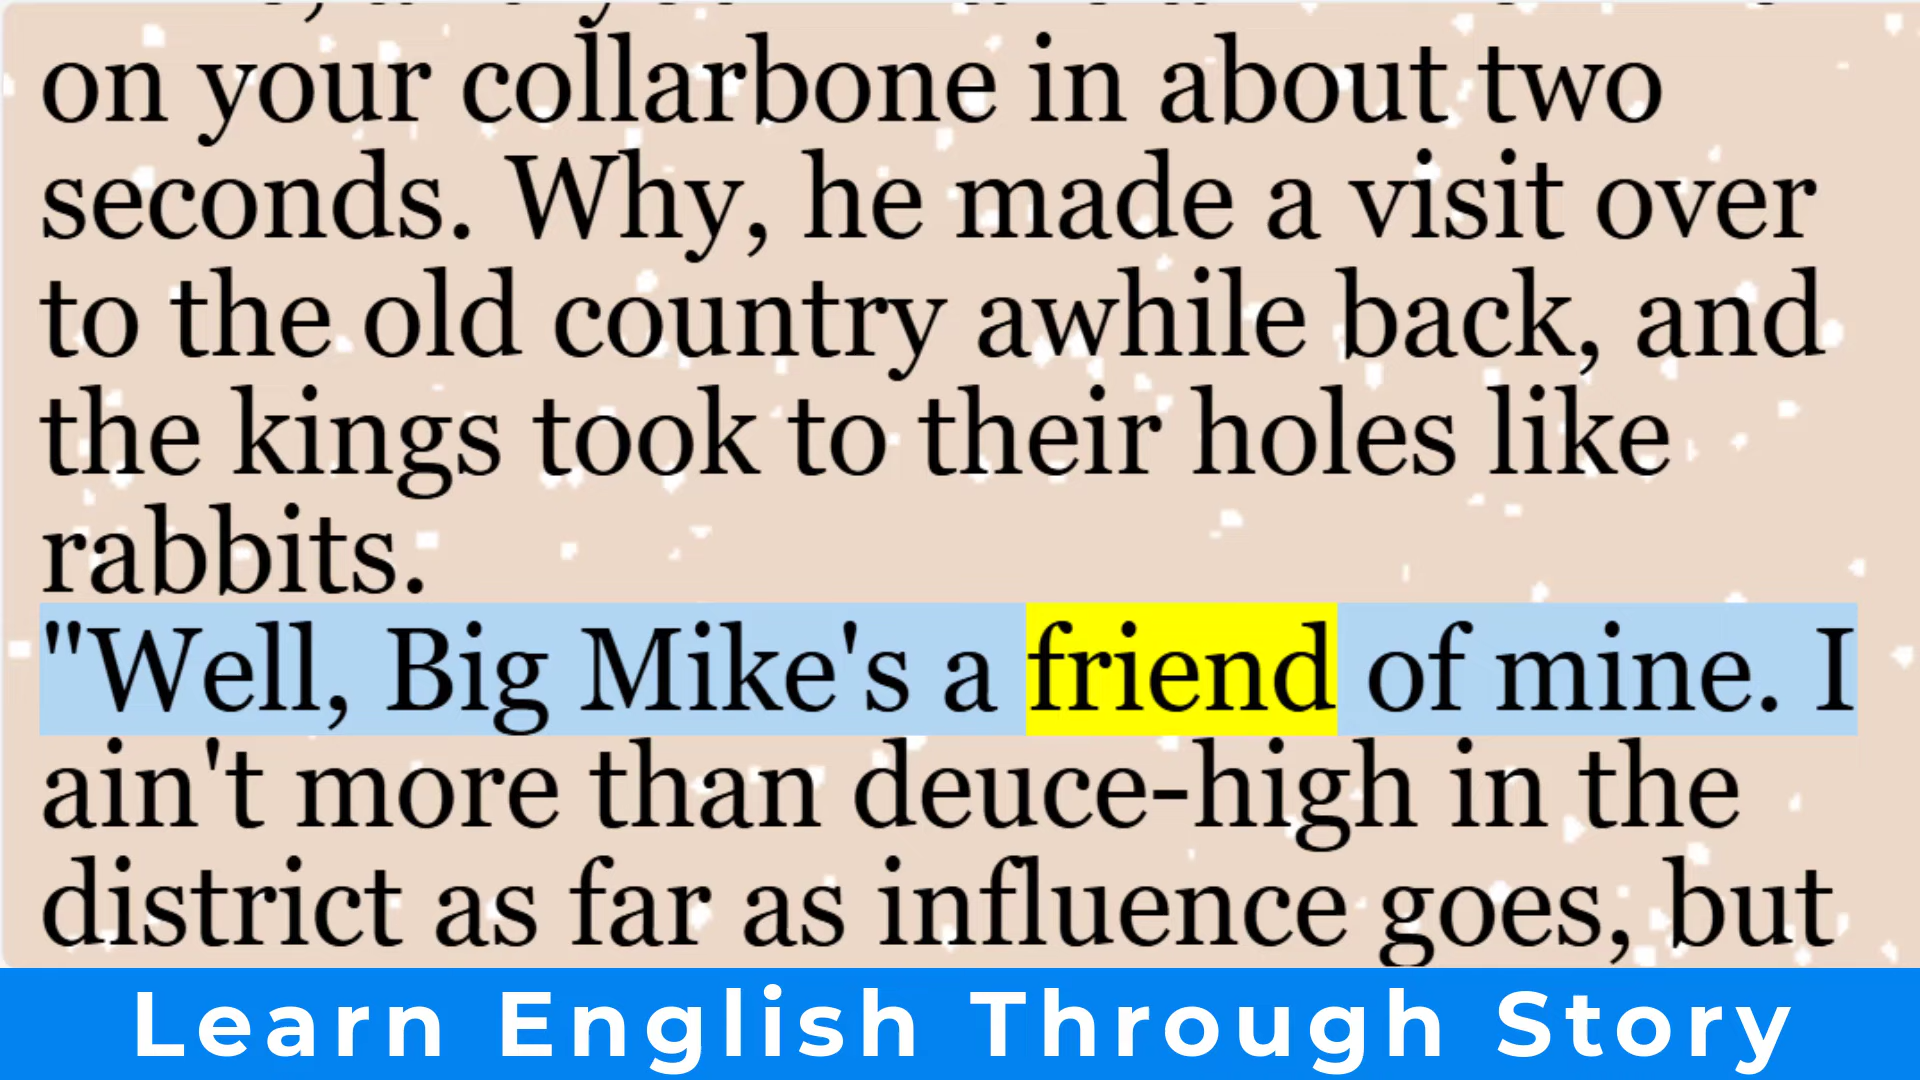 on your collarbone in about two
seconds. Why, he made a visit over
to the old country awhile back, and
the kings took to their holes like
rabbits.
"Well, Big Mike's a friend of mine. I
ain't more than deuce-high in the
district as far as influence goes, but
Learn English Through Story